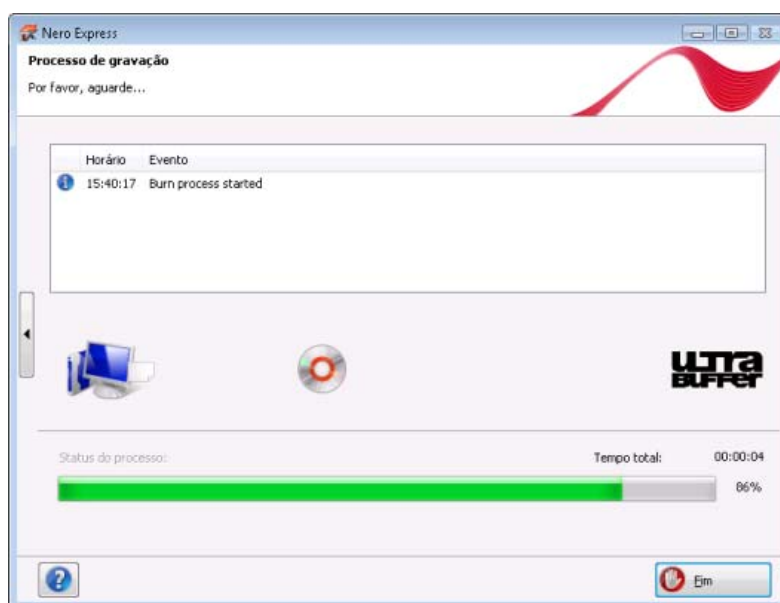 Nero Express
Processo de gravação
Por favor, aguarde...
Horário Evento
15:40:17 Burn process started
ULTRA
BUFFER
Status do processo: Tempo total: 00:00:04
86%
Fim